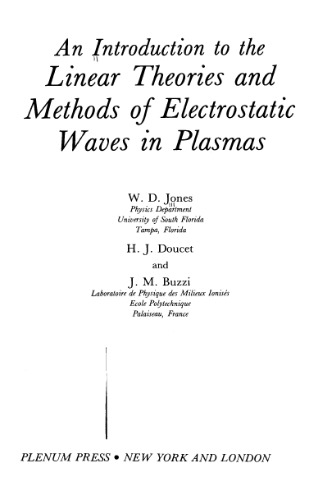 An Introduction to the
Linear Theories and
Methods of Electrostatic
Waves in Plasmas
W. D. Jones
Physics Department
University of South Florida
Tampa, Florida
H. J. Doucet
and
J. M. Buzzi
Laboratoire de Physique des Milieux Ionisés
Ecole Polytechnique
Palaiseau, France
PLENUM PRESS • NEW YORK AND LONDON